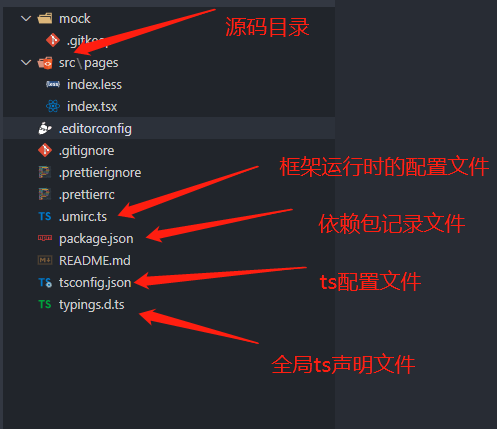 mock
源码目录
.gitkeep
src\pages
index.less
index.tsx
.editorconfig
.gitignore
.prettierignore
框架运行时的配置文件
.prettierrc
TS .umirc.ts
依赖包记录文件
package.json
README.md
TS tsconfig.json
ts配置文件
TS typings.d.ts
全局ts声明文件